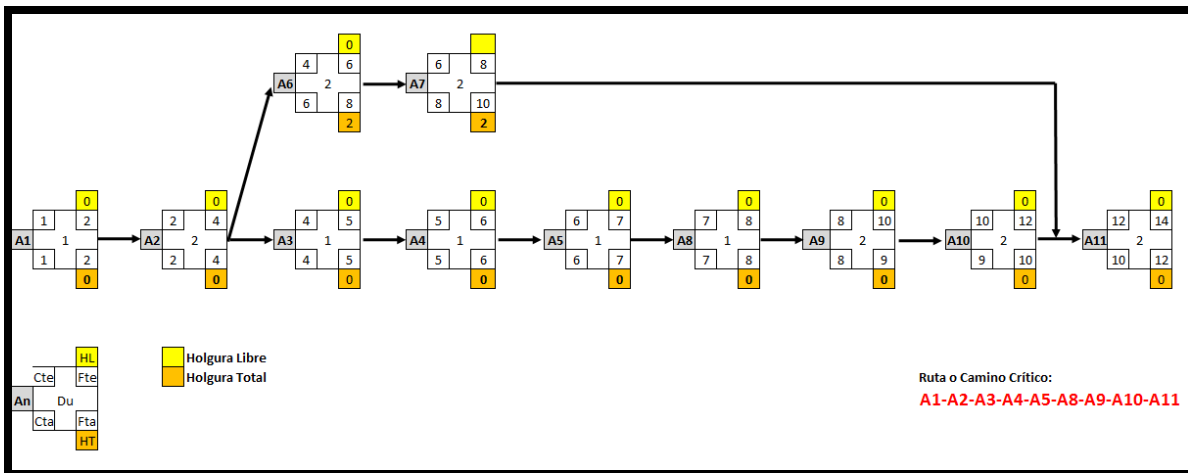 0
4 6 8
6 8
A6 2 A7 2
6 8 8 10
2 2
0 0 0 0 0 0 0 0 0
1 2 2 4 4 5 5 6 6 7 7 8 8 10 10 12 12 14
A1 1 A2 2 A3 1 A4 1 A5 1 A8 1 A9 2 A10 2 A11 2
1 2 2 4 4 5 5 6 6 7 7 8 8 9 9 10 10 12
0 0 0 0 0 0 0 0 0
HL Holgura Libre
Cte Fte Holgura Total
An Du
Cta Fta
HT
Ruta o Camino Crítico:
A1-A2-A3-A4-A5-A8-A9-A10-A11